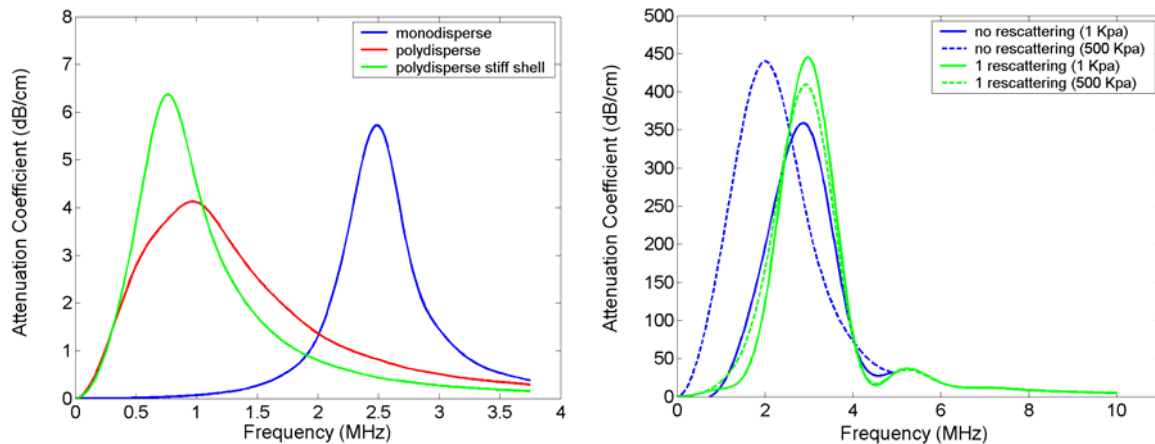 8
7
6
5
4
3
2
1
0
Attenuation Coefficient (dB/cm)
monodisperse
polydisperse
polydisperse stiff shell
0 0.5 1 1.5 2 2.5 3 3.5 4
Frequency (MHz)
500
450
400
350
300
250
200
150
100
50
0
Attenuation Coefficient (dB/cm)
no rescattering (1 Kpa)
no rescattering (500 Kpa)
1 rescattering (1 Kpa)
1 rescattering (500 Kpa)
0 2 4 6 8 10
Frequency (MHz)